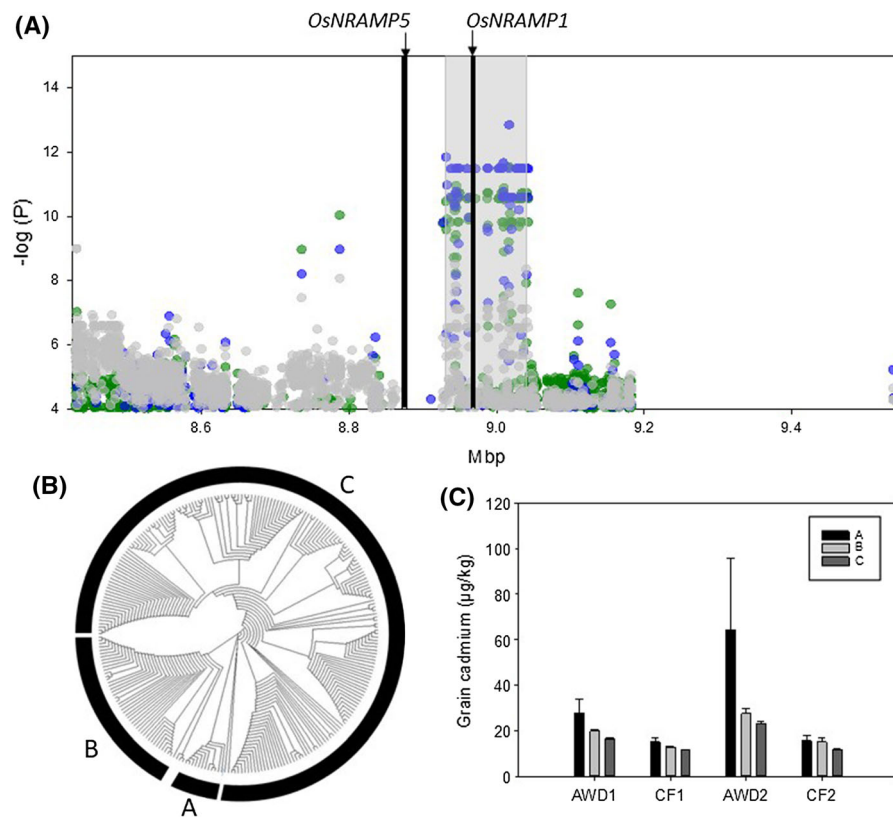 (A)
OsNRAMP5 OsNRAMP1
14
12
10
8
6
4
-log (P)
8.6 8.8 9.0 9.2 9.4
Mbp
(B)
C
B
A
(C)
120
100
80
60
40
20
0
Grain cadmium (µg/kg)
A
B
C
AWD1 CF1 AWD2 CF2